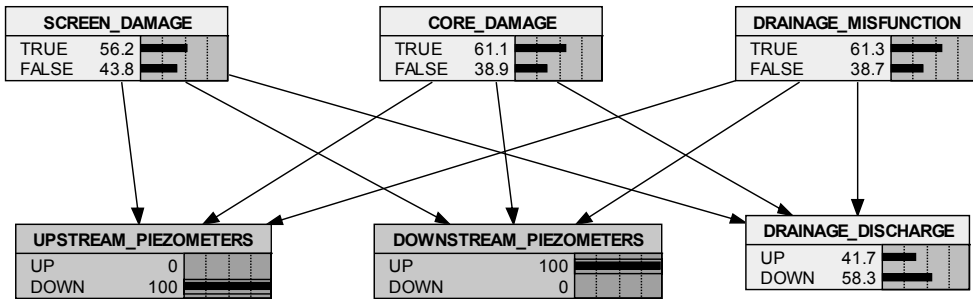 SCREEN_DAMAGE
TRUE 56.2
FALSE 43.8
CORE_DAMAGE
TRUE 61.1
FALSE 38.9
DRAINAGE_MISFUNCTION
TRUE 61.3
FALSE 38.7
UPSTREAM_PIEZOMETERS
UP 0
DOWN 100
DOWNSTREAM_PIEZOMETERS
UP 100
DOWN 0
DRAINAGE_DISCHARGE
UP 41.7
DOWN 58.3